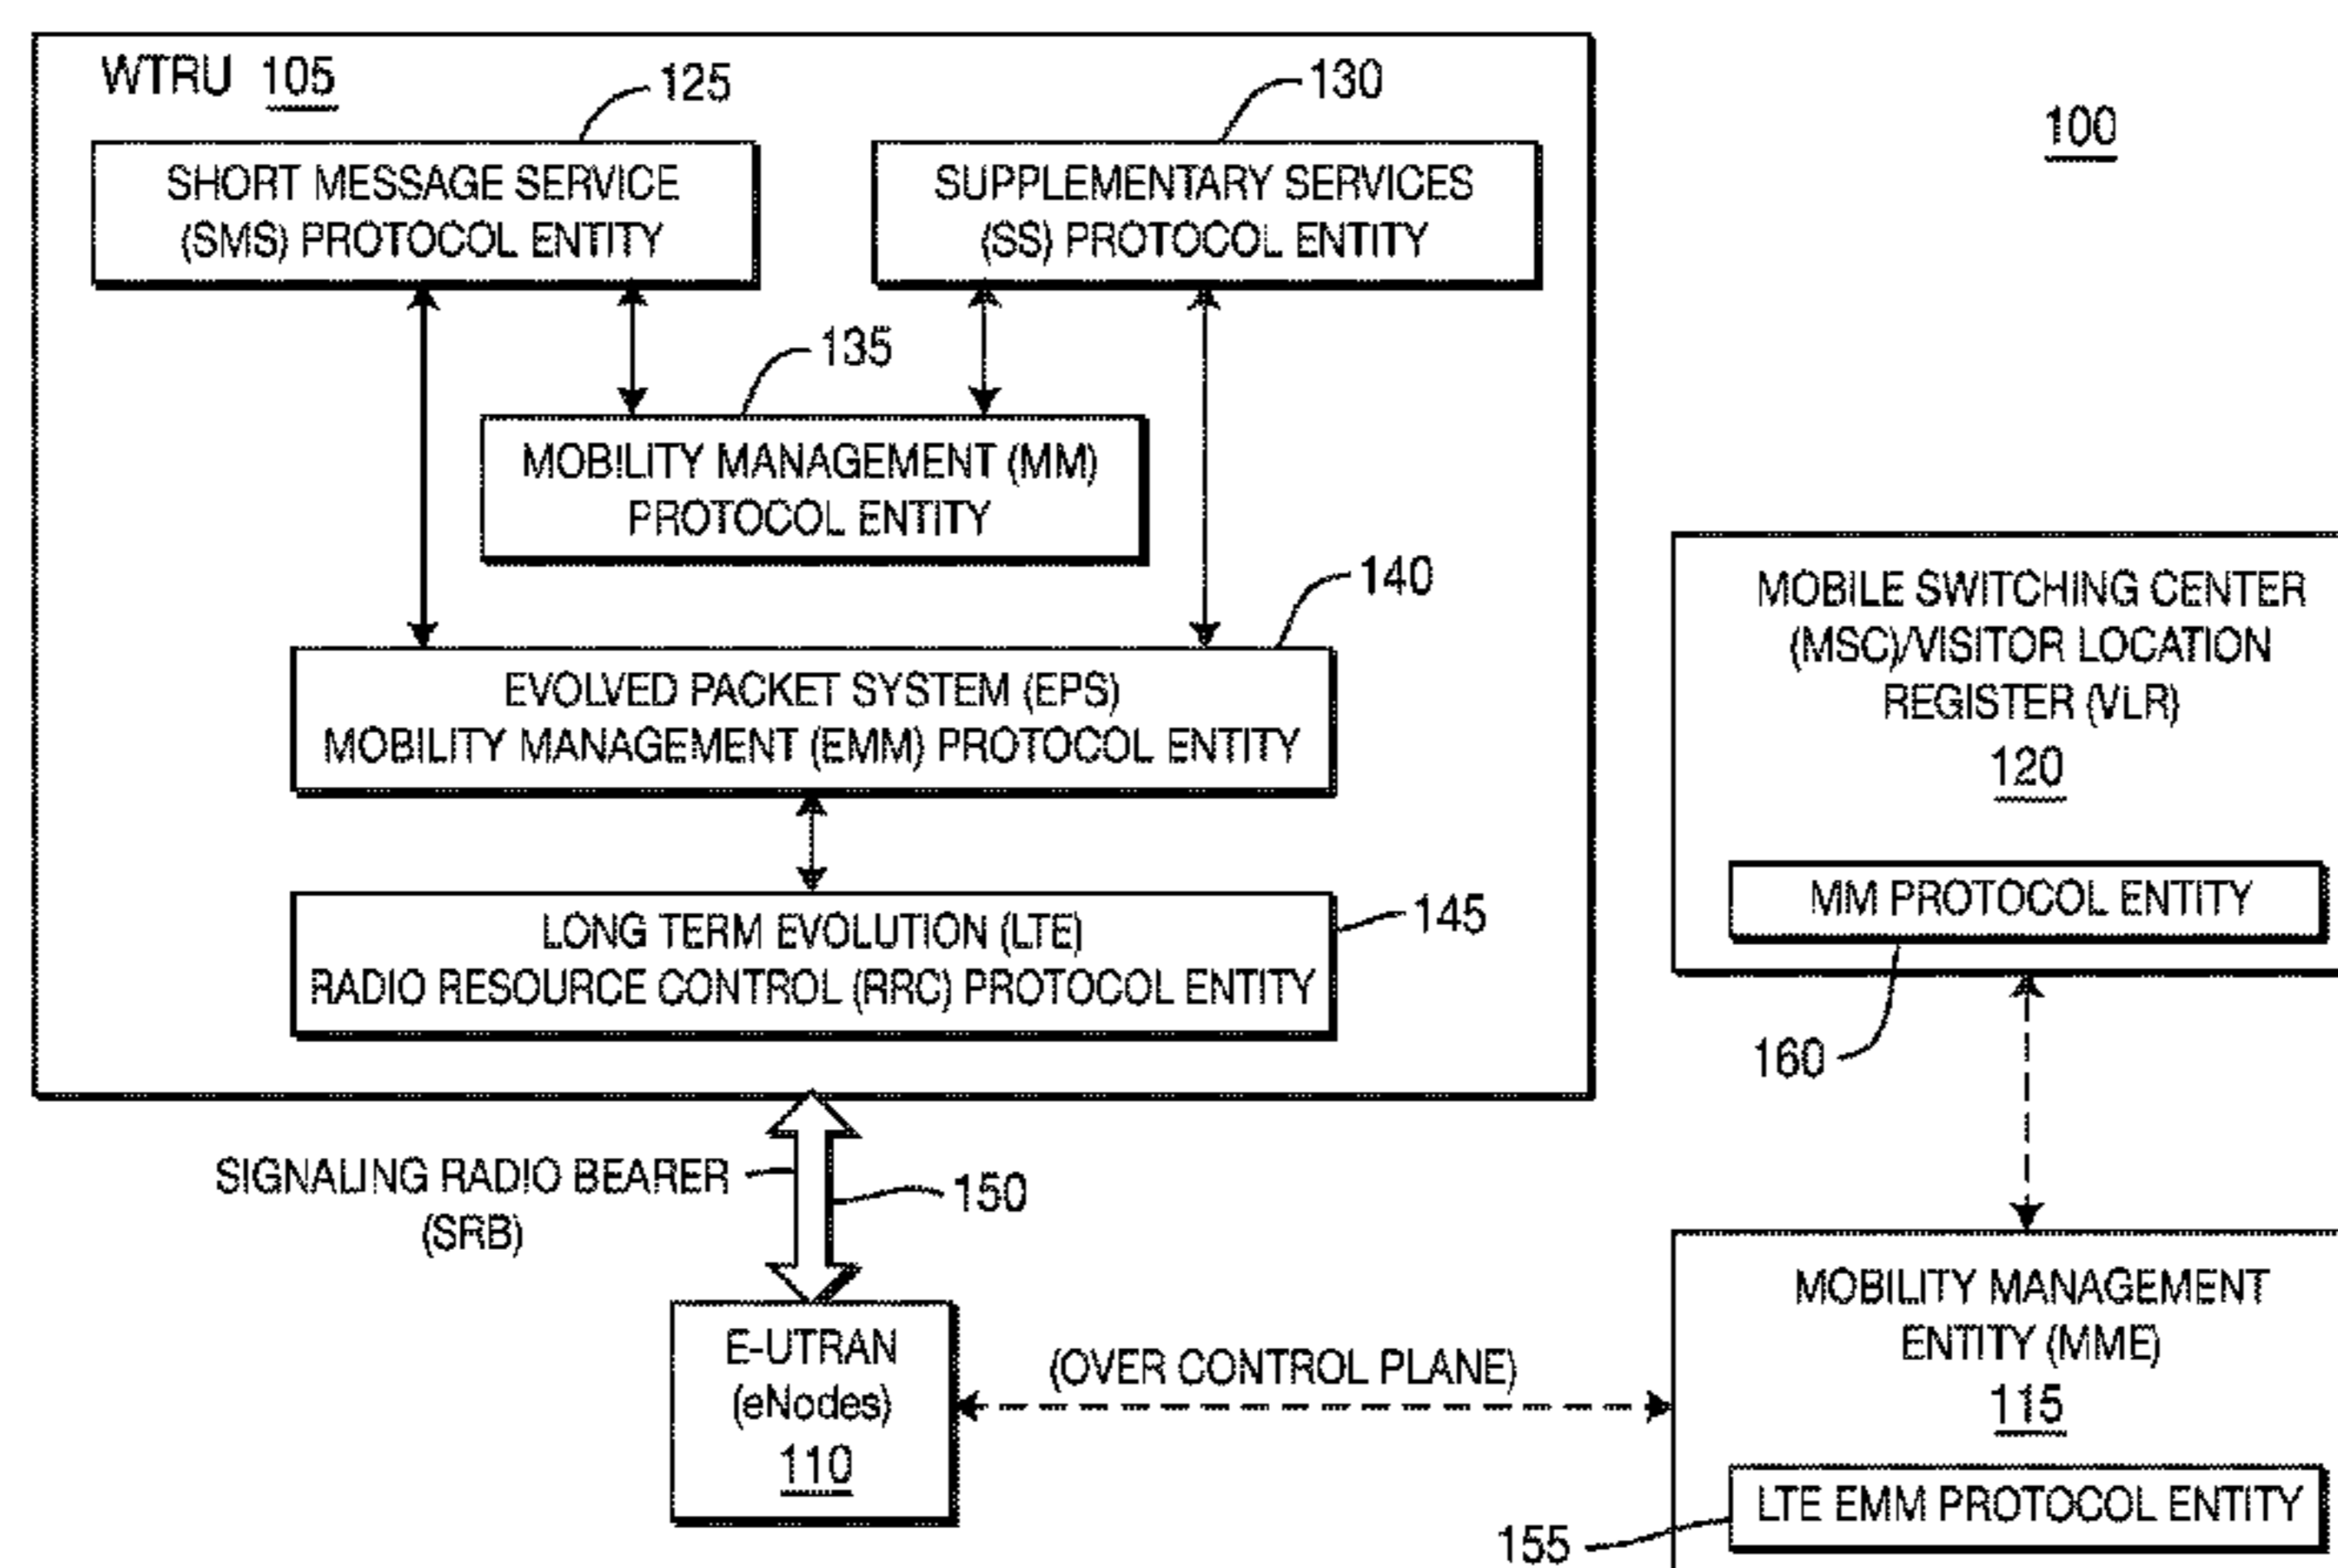 WTRU 105
125
130
100
SHORT MESSAGE SERVICE
(SMS) PROTOCOL ENTITY
SUPPLEMENTARY SERVICES
(SS) PROTOCOL ENTITY
135
MOBILITY MANAGEMENT (MM)
PROTOCOL ENTITY
140
EVOLVED PACKET SYSTEM (EPS)
MOBILITY MANAGEMENT (EMM) PROTOCOL ENTITY
145
LONG TERM EVOLUTION (LTE)
RADIO RESOURCE CONTROL (RRC) PROTOCOL ENTITY
MOBILE SWITCHING CENTER
(MSC)/VISITOR LOCATION
REGISTER (VLR)
120
MM PROTOCOL ENTITY
160
SIGNALING RADIO BEARER
(SRB)
150
E-UTRAN
(eNodes)
110
(OVER CONTROL PLANE)
MOBILITY MANAGEMENT
ENTITY (MME)
115
LTE EMM PROTOCOL ENTITY
155